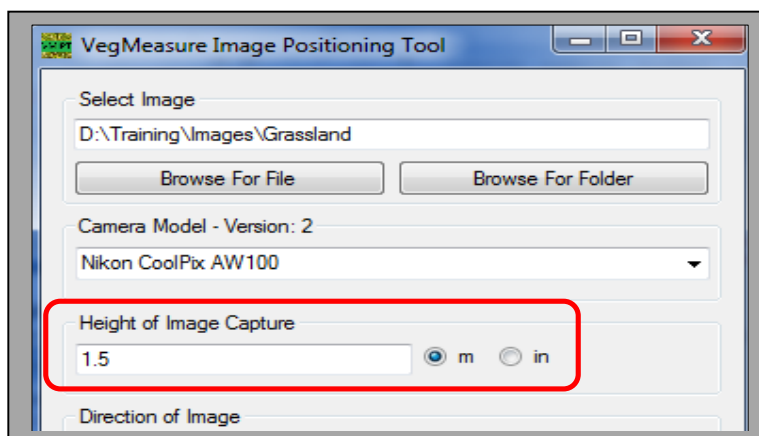 VegMeasure Image Positioning Tool
Select Image
D:\Training\Images\Grassland
Browse For File Browse For Folder
Camera Model - Version: 2
Nikon CoolPix AW100
Height of Image Capture
1.5 m in
Direction of Image